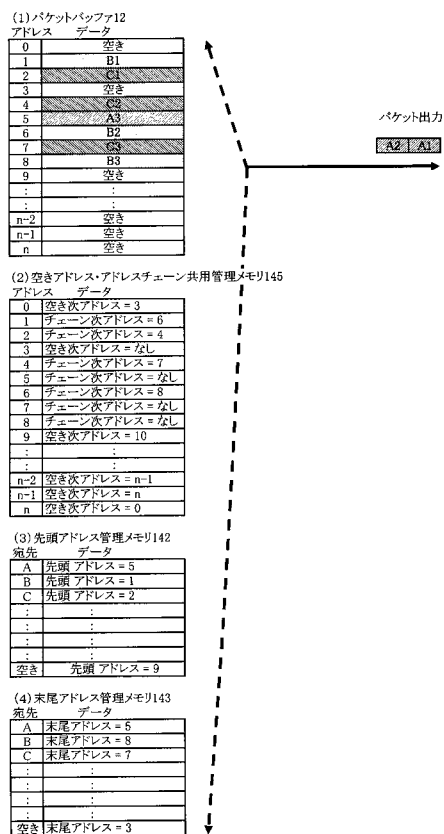 (1)パケットバッファ12
アドレス データ
0 空き
1 B1
2 C1
3 空き
4 C2
5 A3
6 B2
7 C3
8 B3
9 空き
: :
: :
n-2 空き
n-1 空き
n 空き
パケット出力
A2 A1
(2)空きアドレス・アドレスチェーン共用管理メモリ145
アドレス データ
0 空き次アドレス=3
1 チェーン次アドレス=6
2 チェーン次アドレス=4
3 空き次アドレス=なし
4 チェーン次アドレス=7
5 チェーン次アドレス=なし
6 チェーン次アドレス=8
7 チェーン次アドレス=なし
8 チェーン次アドレス=なし
9 空き次アドレス=10
: :
: :
n-2 空き次アドレス=n-1
n-1 空き次アドレス=n
n 空き次アドレス=0
(3)先頭アドレス管理メモリ142
宛先 データ
A 先頭 アドレス=5
B 先頭 アドレス=1
C 先頭 アドレス=2
: :
: :
: :
: :
空き 先頭 アドレス=9
(4)末尾アドレス管理メモリ143
宛先 データ
A 末尾アドレス=5
B 末尾アドレス=8
C 末尾アドレス=7
: :
: :
: :
: :
空き 末尾アドレス=3